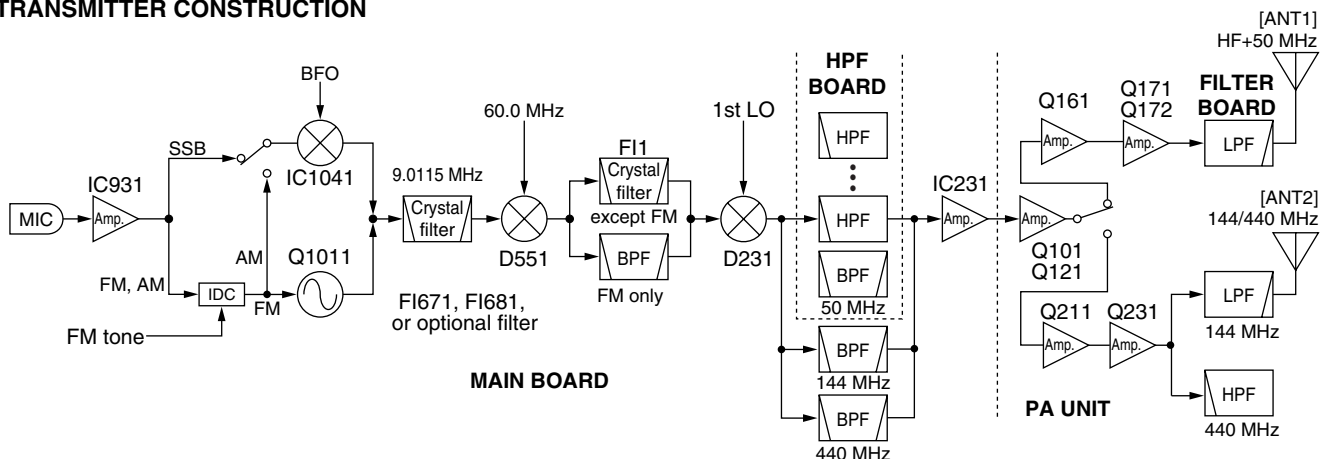 TRANSMITTER CONSTRUCTION
[ANT1]
HF+50 MHz
HPF
BOARD
BFO
60.0 MHz
1st LO
Q161
Q171
Q172
FILTER
BOARD
SSB
IC1041
IC931
9.0115 MHz
FI1
HPF
Amp.
Amp.
LPF
MIC
Amp.
Crystal
filter
Crystal
filter
except FM
HPF
IC231
Amp.
Amp.
[ANT2]
144/440 MHz
AM
Q1011
D551
BPF
D231
Q101
Q121
FM, AM
IDC
FM
FM only
BPF
50 MHz
FI671, FI681,
or optional filter
Q211
Q231
LPF
144 MHz
FM tone
Amp.
Amp.
BPF
144 MHz
MAIN BOARD
PA UNIT
HPF
440 MHz
BPF
440 MHz